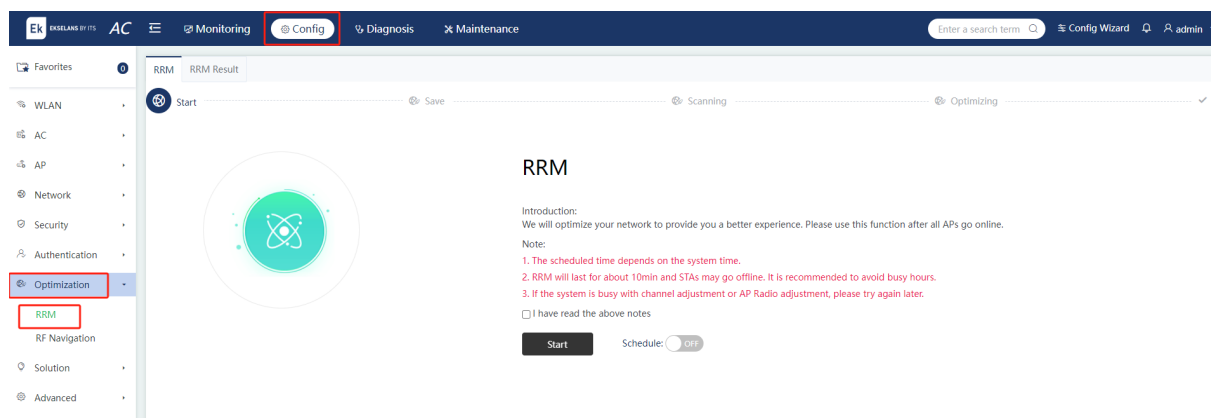 Ek EKSELANS BY ITS AC Monitoring Config Diagnosis Maintenance Enter a search term Config Wizard admin
Favorites 0
RRM RRM Result
Start Save Scanning Optimizing
WLAN
AC
AP
Network
Security
Authentication
Optimization
RRM
RF Navigation
Solution
Advanced
RRM
Introduction:
We will optimize your network to provide you a better experience. Please use this function after all APs go online.
Note:
1. The scheduled time depends on the system time.
2. RRM will last for about 10min and STAs may go offline. It is recommended to avoid busy hours.
3. If the system is busy with channel adjustment or AP Radio adjustment, please try again later.
I have read the above notes
Start Schedule: OFF